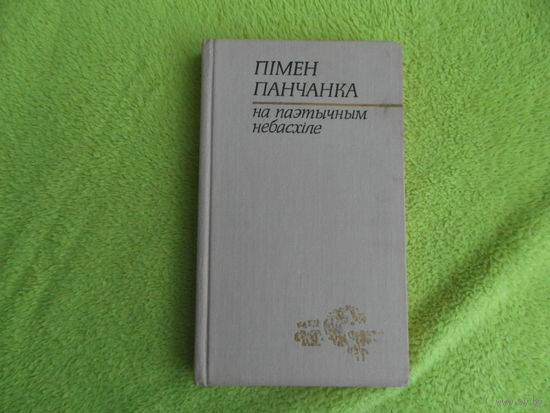 ПІМЕН
ПАНЧАНКА
на паэтычным
небасхіле